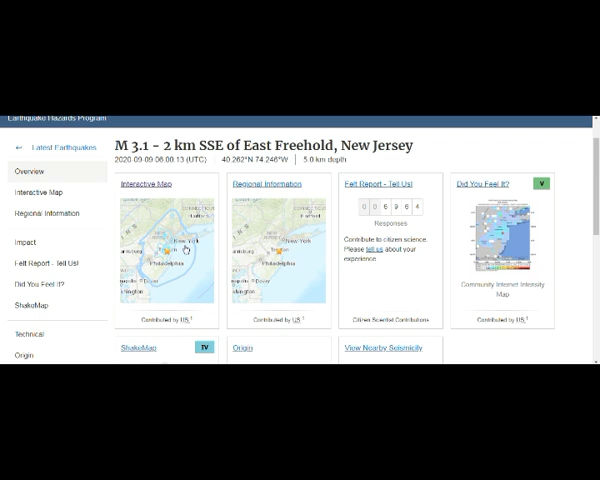 Earthquake Hazards Program
← Latest Earthquakes
M 3.1 - 2 km SSE of East Freehold, New Jersey
2020-09-09 06:00:13 (UTC) | 40.262°N 74.246°W | 5.0 km depth
Overview
Interactive Map
Regional Information
Impact
Felt Report - Tell Us!
Did You Feel It?
ShakeMap
Technical
Origin
Interactive Map
New York
Philadelphia
Contributed by US 1
Regional Information
New York
Philadelphia
Contributed by US 1
Felt Report - Tell Us!
0 0 6 9 6 4
Responses
Contribute to citizen science.
Please tell us about your
experience.
Citizen Scientist Contributions
Did You Feel It?
V
Community Internet Intensity
Map
Contributed by US 1
ShakeMap
IV
Origin
View Nearby Seismicity